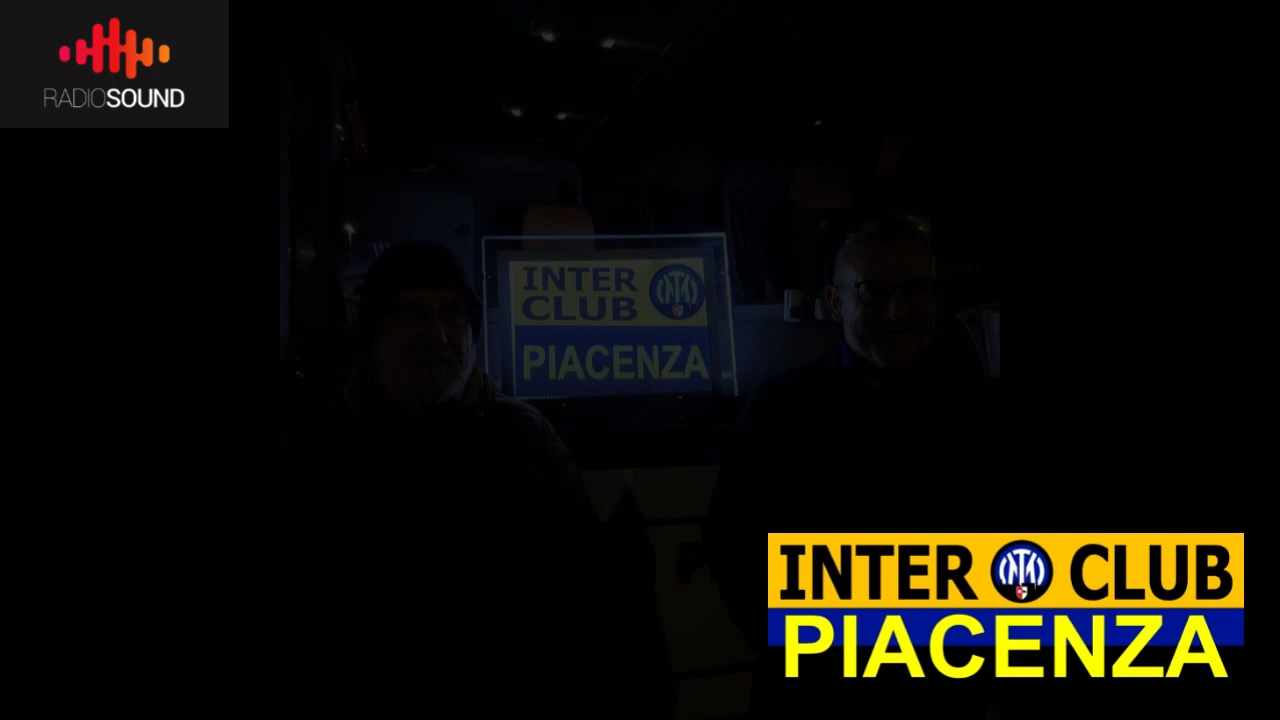 RADIOSOUND
INTER
CLUB
PIACENZA
INTER CLUB
PIACENZA